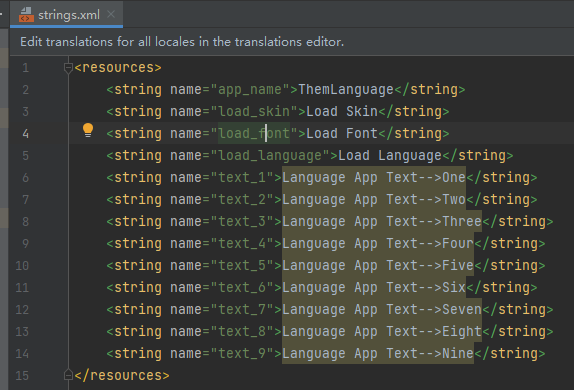 strings.xml
Edit translations for all locales in the translations editor.
1 <resources>
2 <string name="app_name">ThemLanguage</string>
3 <string name="load_skin">Load Skin</string>
4 <string name="load_font">Load Font</string>
5 <string name="load_language">Load Language</string>
6 <string name="text_1">Language App Text-->One</string>
7 <string name="text_2">Language App Text-->Two</string>
8 <string name="text_3">Language App Text-->Three</string>
9 <string name="text_4">Language App Text-->Four</string>
10 <string name="text_5">Language App Text-->Five</string>
11 <string name="text_6">Language App Text-->Six</string>
12 <string name="text_7">Language App Text-->Seven</string>
13 <string name="text_8">Language App Text-->Eight</string>
14 <string name="text_9">Language App Text-->Nine</string>
15 </resources>